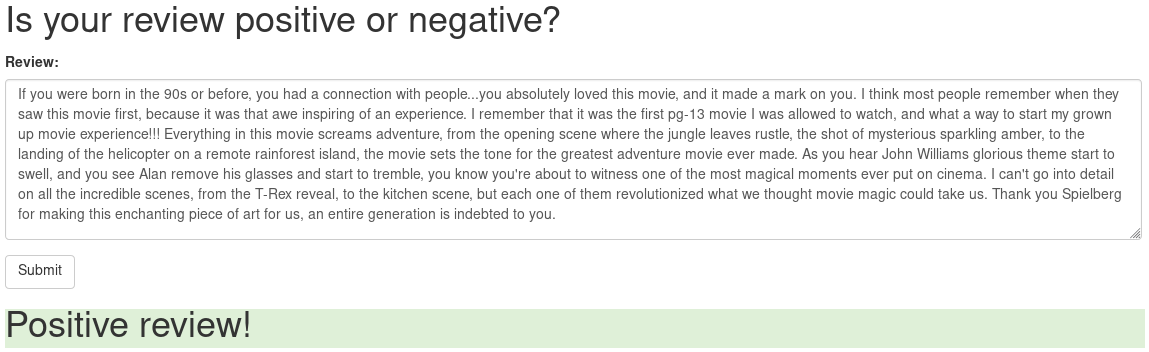 Is your review positive or negative?
Review:
If you were born in the 90s or before, you had a connection with people...you absolutely loved this movie, and it made a mark on you. I think most people remember when they
saw this movie first, because it was that awe inspiring of an experience. I remember that it was the first pg-13 movie I was allowed to watch, and what a way to start my grown
up movie experience!!! Everything in this movie screams adventure, from the opening scene where the jungle leaves rustle, the shot of mysterious sparkling amber, to the
landing of the helicopter on a remote rainforest island, the movie sets the tone for the greatest adventure movie ever made. As you hear John Williams glorious theme start to
swell, and you see Alan remove his glasses and start to tremble, you know you're about to witness one of the most magical moments ever put on cinema. I can't go into detail
on all the incredible scenes, from the T-Rex reveal, to the kitchen scene, but each one of them revolutionized what we thought movie magic could take us. Thank you Spielberg
for making this enchanting piece of art for us, an entire generation is indebted to you.
Submit
Positive review!